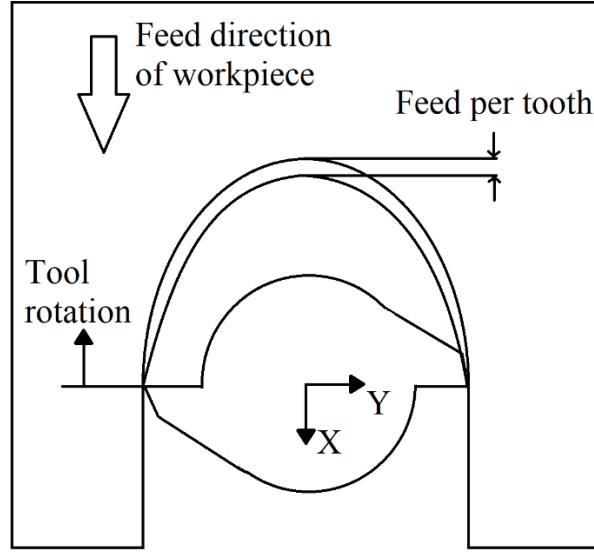 Feed direction
of workpiece
Feed per tooth
Tool
rotation
Y
X